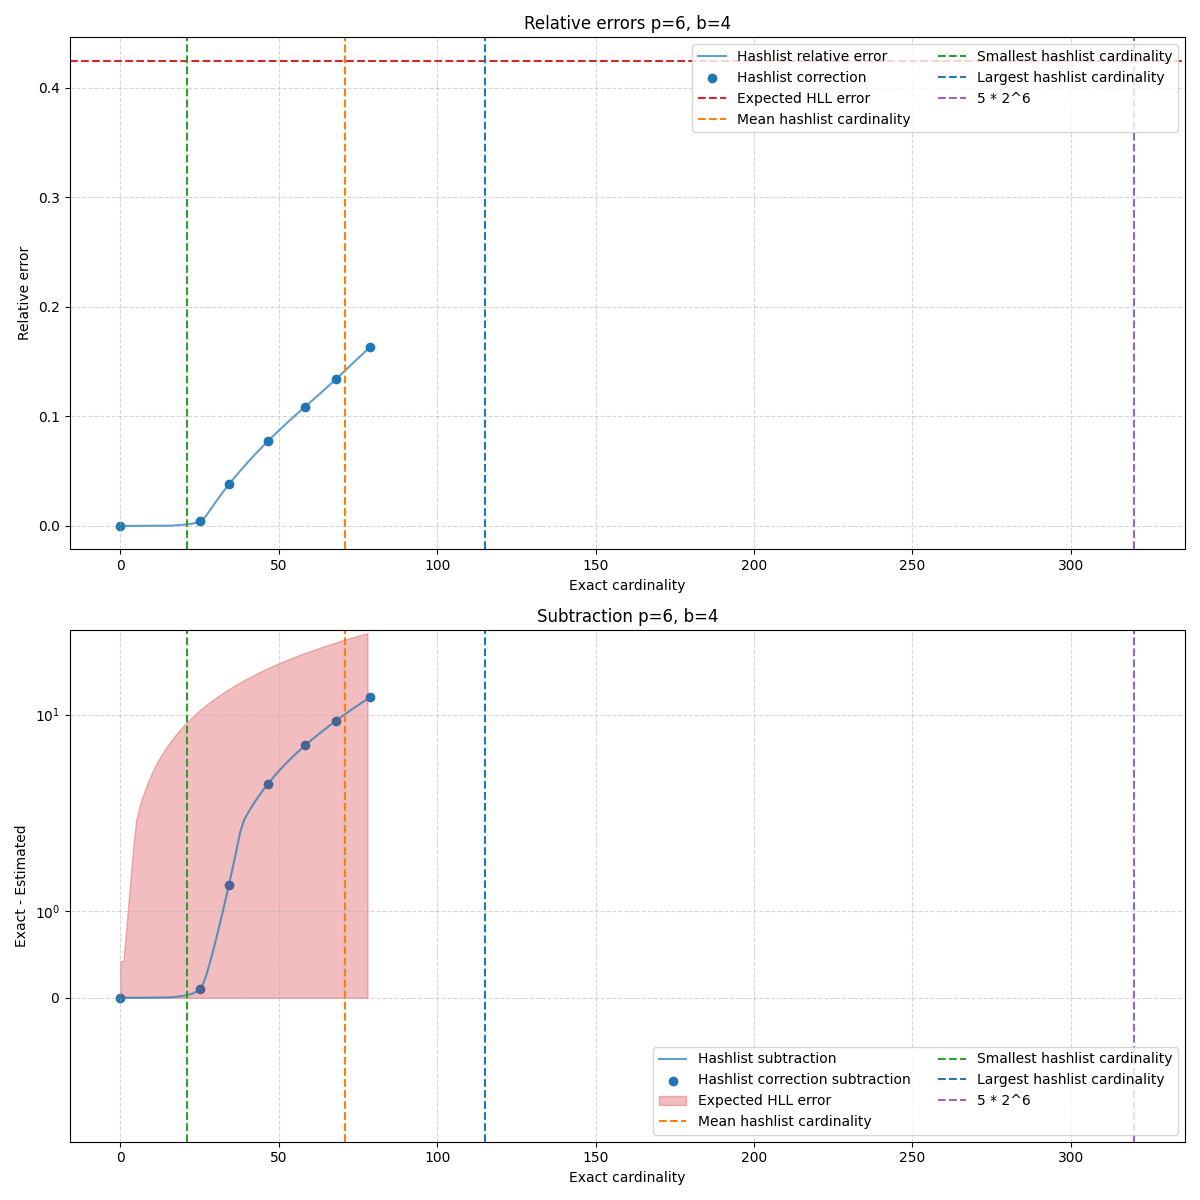 Relative errors p=6, b=4
Hashlist relative error
Hashlist correction
Expected HLL error
Mean hashlist cardinality
Smallest hashlist cardinality
Largest hashlist cardinality
5 * 2^6
0.4
0.3
0.2
0.1
0.0
Relative error
0 50 100 150 200 250 300
Exact cardinality
Subtraction p=6, b=4
10^1
10^0
0
Exact - Estimated
Hashlist subtraction
Hashlist correction subtraction
Expected HLL error
Mean hashlist cardinality
Smallest hashlist cardinality
Largest hashlist cardinality
5 * 2^6
0 50 100 150 200 250 300
Exact cardinality